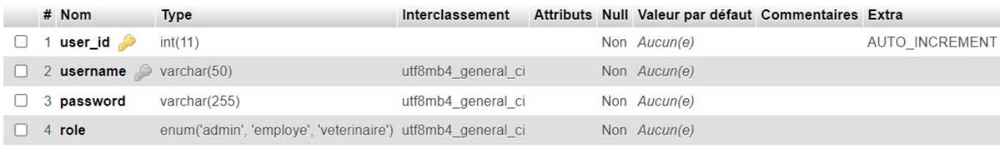 # Nom Type Interclassement Attributs Null Valeur par défaut Commentaires Extra
1 user_id int(11) Non Aucun(e) AUTO_INCREMENT
2 username varchar(50) utf8mb4_general_ci Non Aucun(e)
3 password varchar(255) utf8mb4_general_ci Non Aucun(e)
4 role enum('admin', 'employe', 'veterinaire') utf8mb4_general_ci Non Aucun(e)